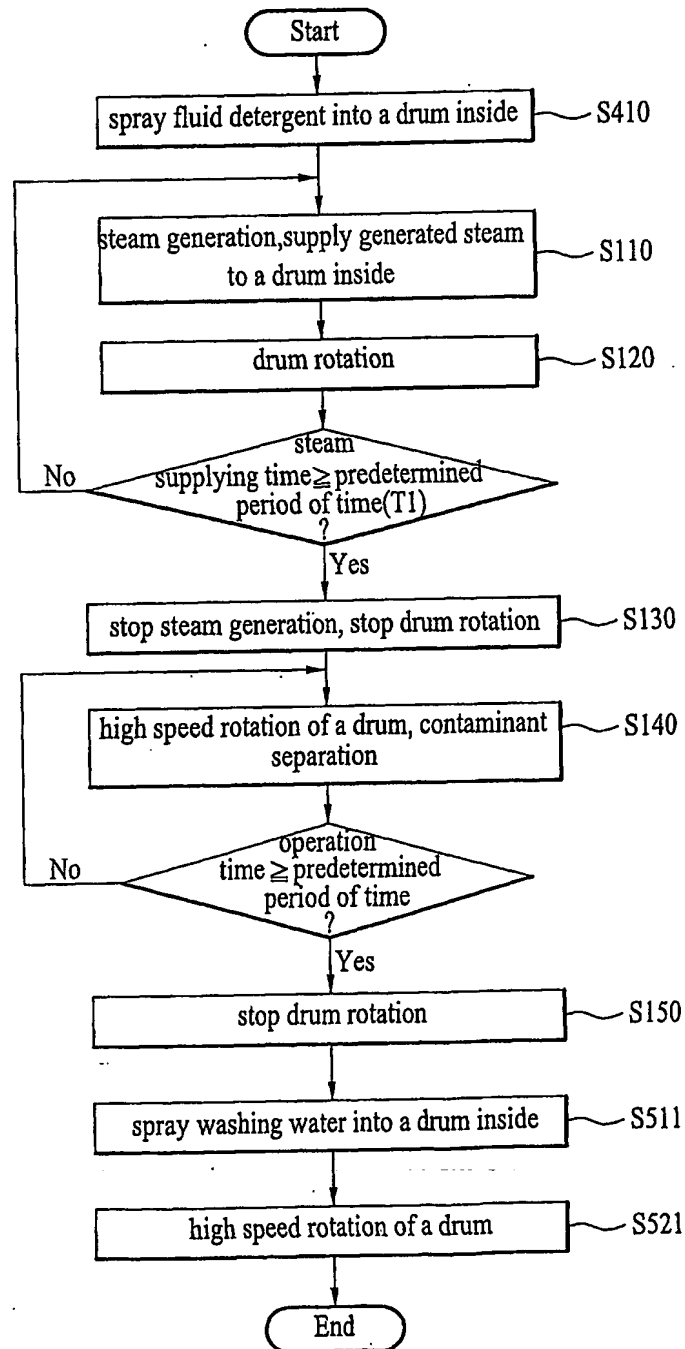 Start
spray fluid detergent into a drum inside
S410
steam generation,supply generated steam
to a drum inside
S110
drum rotation
S120
steam
supplying time≧predetermined
period of time(T1)
?
No
Yes
stop steam generation, stop drum rotation
S130
high speed rotation of a drum, contaminant
separation
S140
operation
time≧predetermined
period of time
?
No
Yes
stop drum rotation
S150
spray washing water into a drum inside
S511
high speed rotation of a drum
S521
End